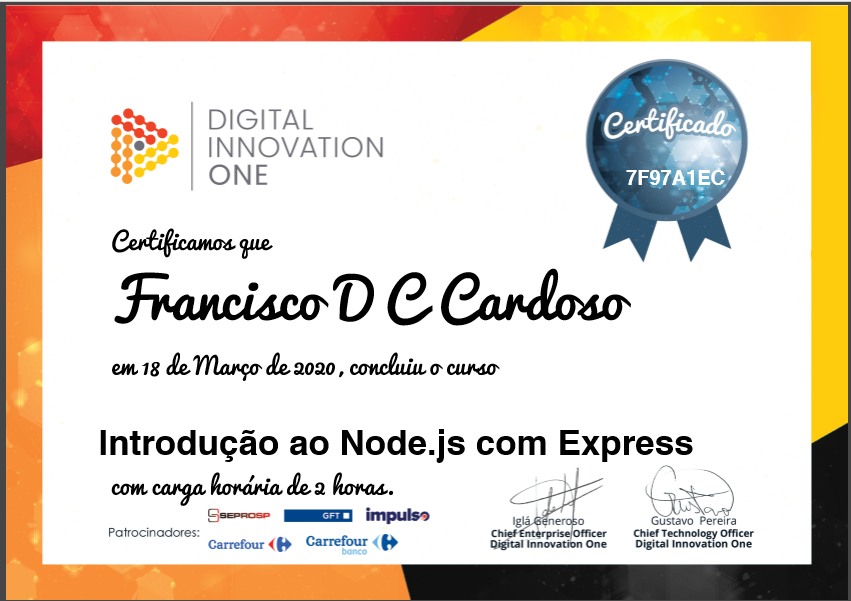 DIGITAL
INNOVATION
ONE
Certificado
7F97A1EC
Certificamos que
Francisco D C Cardoso
em 18 de Março de 2020, concluiu o curso
Introdução ao Node.js com Express
com carga horária de 2 horas.
Patrocinadores:
SEPROSP GFT impulso
Carrefour Carrefour banco
Iglá Generoso
Chief Enterprise Officer
Digital Innovation One
Gustavo Pereira
Chief Technology Officer
Digital Innovation One